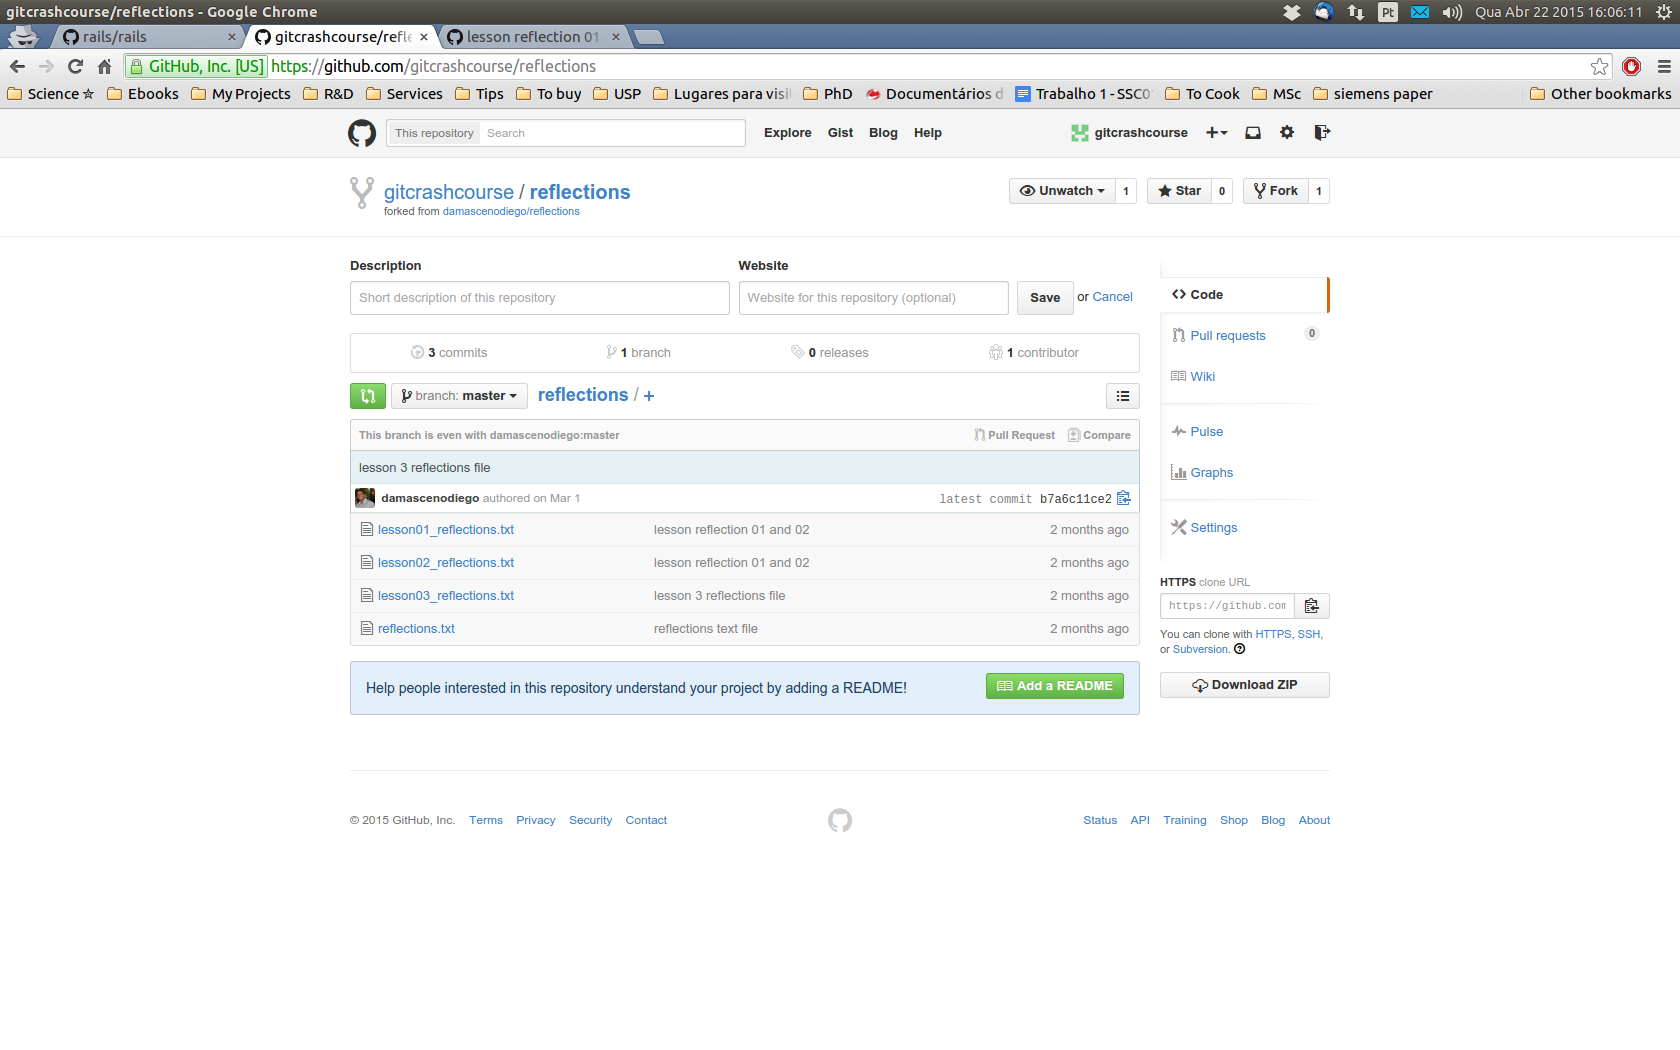 gitcrashcourse/reflections - Google Chrome
Pt
Qua Abr 22 2015 16:06:11
rails/rails
gitcrashcourse/refle
lesson reflection 01
GitHub, Inc. [US] https://github.com/gitcrashcourse/reflections
Science ☆ Ebooks My Projects R&D Services Tips To buy USP Lugares para visi PhD Documentários d Trabalho 1 - SSC0 To Cook MSc siemens paper Other bookmarks
This repository Search Explore Gist Blog Help gitcrashcourse
gitcrashcourse / reflections
forked from damascenodiego/reflections
Unwatch 1 Star 0 Fork 1
Description
Website
Short description of this repository
Website for this repository (optional)
Save or Cancel
3 commits 1 branch 0 releases 1 contributor
branch: master reflections / +
This branch is even with damascenodiego:master Pull Request Compare
lesson 3 reflections file
damascenodiego authored on Mar 1 latest commit b7a6c11ce2
lesson01_reflections.txt lesson reflection 01 and 02 2 months ago
lesson02_reflections.txt lesson reflection 01 and 02 2 months ago
lesson03_reflections.txt lesson 3 reflections file 2 months ago
reflections.txt reflections text file 2 months ago
Help people interested in this repository understand your project by adding a README! Add a README
Code
Pull requests 0
Wiki
Pulse
Graphs
Settings
HTTPS clone URL
https://github.com
You can clone with HTTPS, SSH,
or Subversion.
Download ZIP
© 2015 GitHub, Inc. Terms Privacy Security Contact
Status API Training Shop Blog About